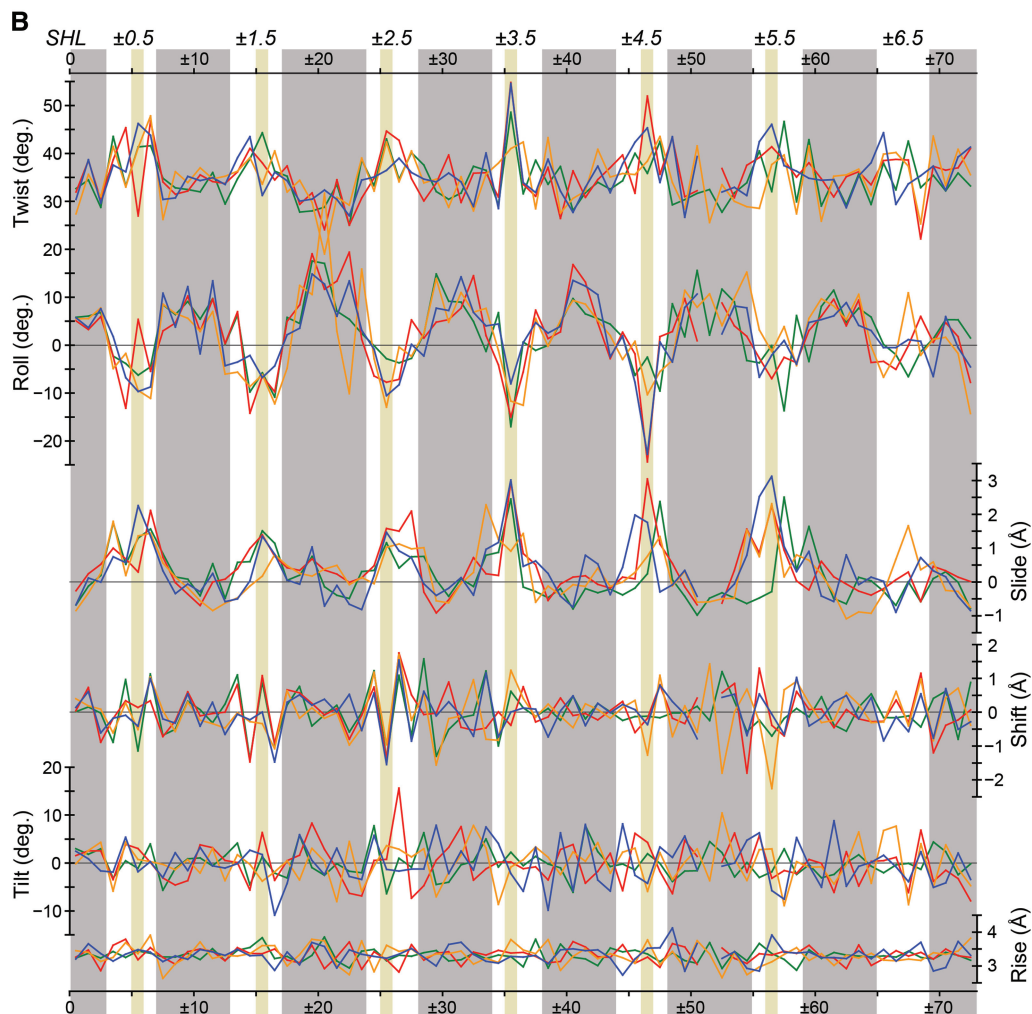 B
SHL ±0.5 ±1.5 ±2.5 ±3.5 ±4.5 ±5.5 ±6.5
0 ±10 ±20 ±30 ±40 ±50 ±60 ±70
Twist (deg.)
50
40
30
20
Roll (deg.)
10
0
−10
−20
Slide (Å)
3
2
1
0
−1
Shift (Å)
2
1
0
−1
−2
Tilt (deg.)
20
10
0
−10
Rise (Å)
4
3
0 ±10 ±20 ±30 ±40 ±50 ±60 ±70